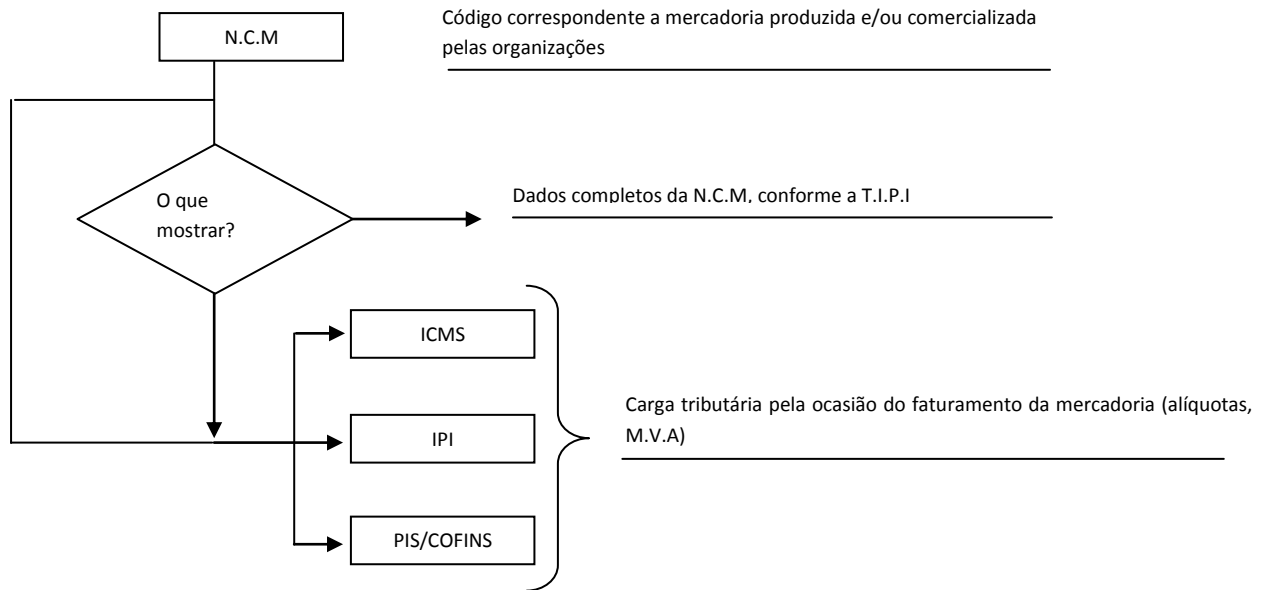 N.C.M
Código correspondente a mercadoria produzida e/ou comercializada
pelas organizações
O que
mostrar?
Dados completos da N.C.M, conforme a T.I.P.I
ICMS
IPI
PIS/COFINS
Carga tributária pela ocasião do faturamento da mercadoria (alíquotas,
M.V.A)